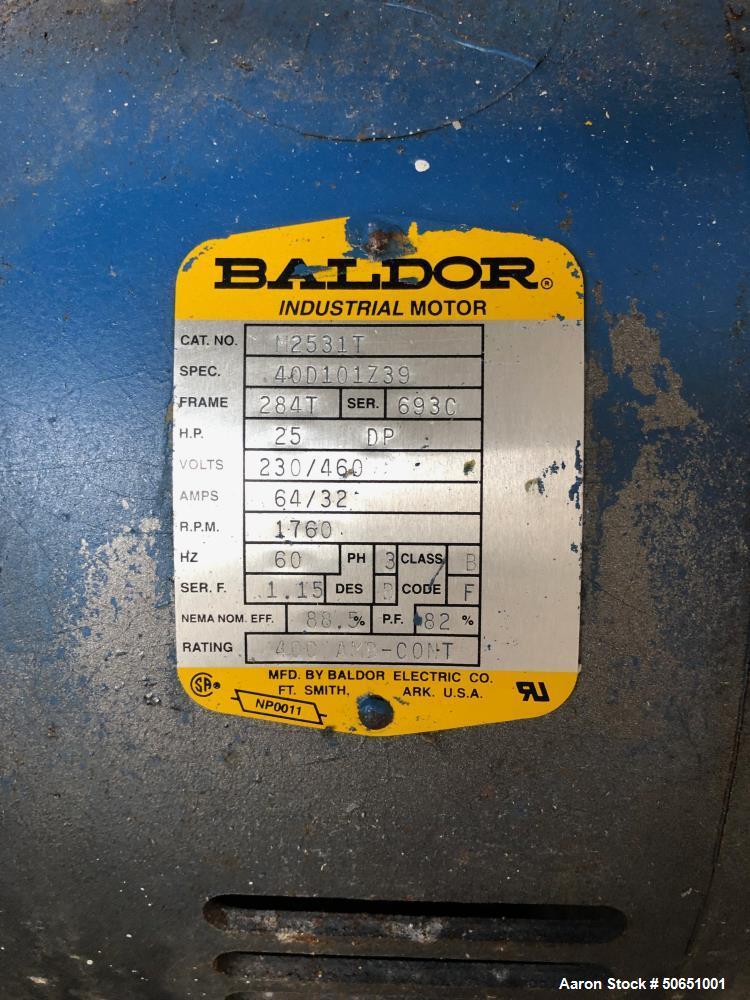 BALDOR®
INDUSTRIAL MOTOR
CAT. NO. M2531T
SPEC. 40D101Z39
FRAME 284T SER. 693C
H.P. 25 DP
VOLTS 230/460
AMPS 64/32
R.P.M. 1760
HZ 60 PH 3 CLASS B
SER. F. 1.15 DES CODE F
NEMA NOM. EFF. 88.5% P.F. 82 %
RATING 40C AMB-CONT
MFD. BY BALDOR ELECTRIC CO.
FT. SMITH, ARK. U.S.A.
NP0011
Aaron Stock # 50651001